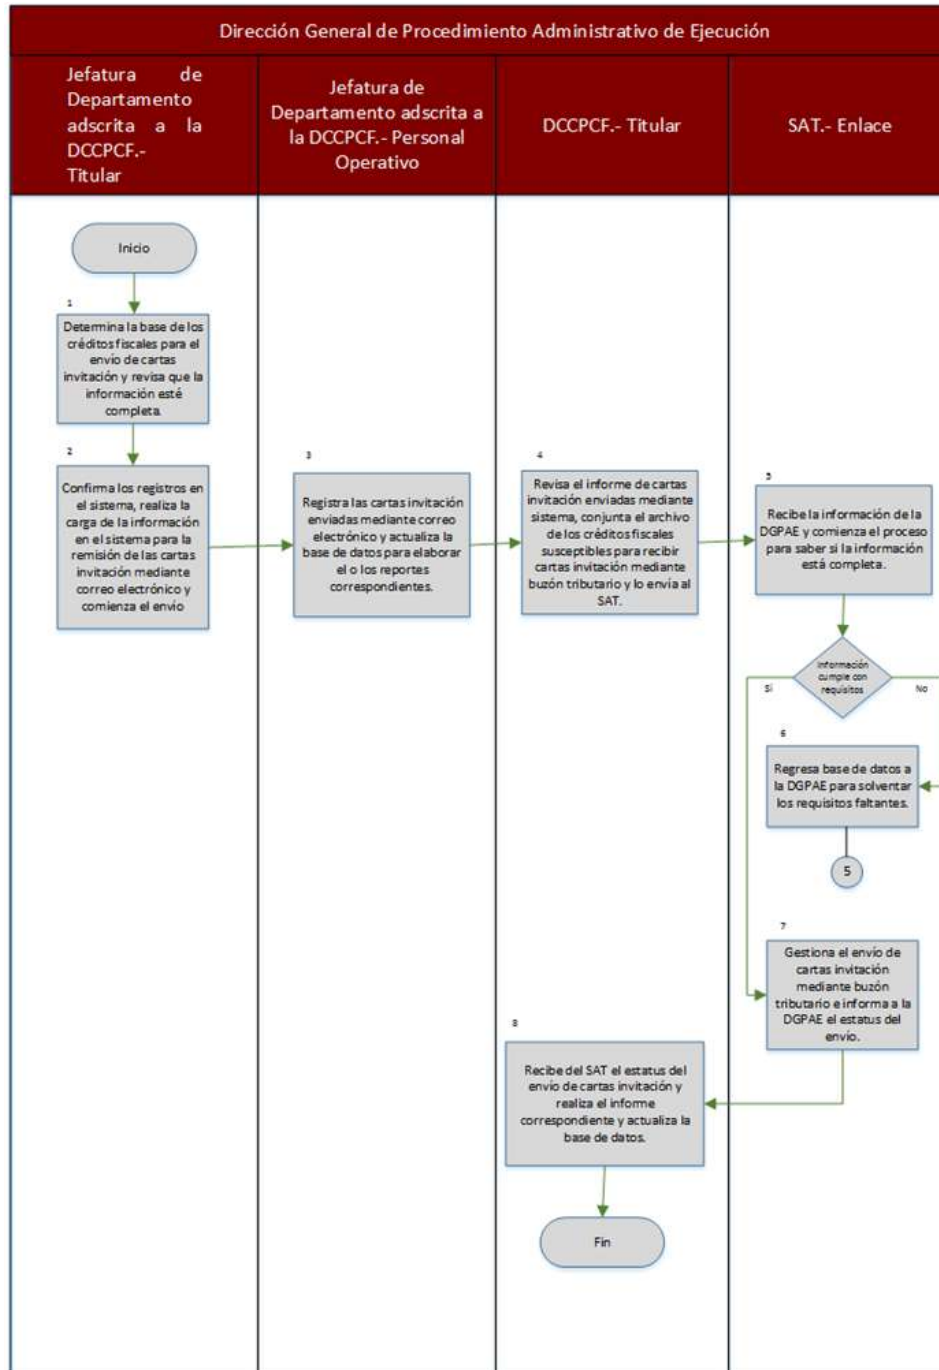 Dirección General de Procedimiento Administrativo de Ejecución
Jefatura de
Departamento
adscrita a la
DCCPCF.-
Titular
Jefatura de
Departamento adscrita a
la DCCPCF.- Personal
Operativo
DCCPCF.- Titular
SAT.- Enlace
Inicio
1
Determina la base de los
créditos fiscales para el
envío de cartas
invitación y revisa que la
información esté
completa.
2
Confirma los registros en
el sistema, realiza la
carga de la información
en el sistema para la
remisión de las cartas
invitación mediante
correo electrónico y
comienza el envío
3
Registra las cartas invitación
enviadas mediante correo
electrónico y actualiza la
base de datos para elaborar
el o los reportes
correspondientes.
4
Revisa el informe de cartas
invitación enviadas mediante
sistema, conjunta el archivo
de los créditos fiscales
susceptibles para recibir
cartas invitación mediante
buzón tributario y lo envía al
SAT.
5
Recibe la información de la
DGPAE y comienza el proceso
para saber si la información
está completa.
Información
cumple con
requisitos
Sí
No
6
Regresa base de datos a
la DGPAE para solventar
los requisitos faltantes.
5
7
Gestiona el envío de
cartas invitación
mediante buzón
tributario e informa a la
DGPAE el estatus del
envío.
8
Recibe del SAT el estatus del
envío de cartas invitación y
realiza el informe
correspondiente y actualiza la
base de datos.
Fin